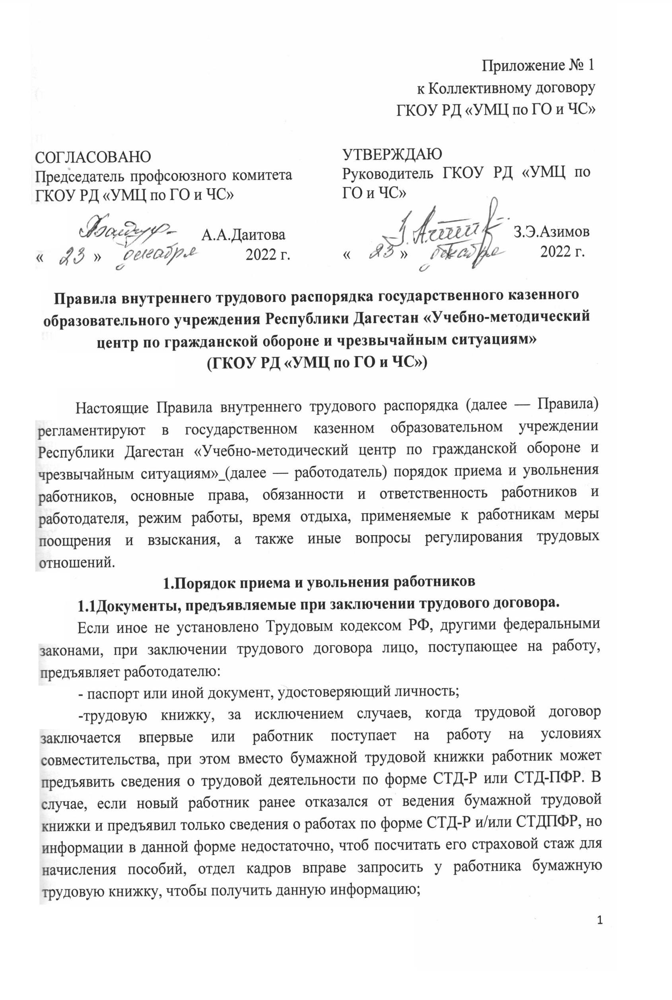 Приложение № 1
к Коллективному договору
ГКОУ РД «УМЦ по ГО и ЧС»
СОГЛАСОВАНО
Председатель профсоюзного комитета
ГКОУ РД «УМЦ по ГО и ЧС»
А.А.Даитова
« 23 » декабря 2022 г.
УТВЕРЖДАЮ
Руководитель ГКОУ РД «УМЦ по
ГО и ЧС»
З.Э.Азимов
« 23 » декабря 2022 г.
Правила внутреннего трудового распорядка государственного казенного
образовательного учреждения Республики Дагестан «Учебно-методический
центр по гражданской обороне и чрезвычайным ситуациям»
(ГКОУ РД «УМЦ по ГО и ЧС»)
Настоящие Правила внутреннего трудового распорядка (далее — Правила)
регламентируют в государственном казенном образовательном учреждении
Республики Дагестан «Учебно-методический центр по гражданской обороне и
чрезвычайным ситуациям»_(далее — работодатель) порядок приема и увольнения
работников, основные права, обязанности и ответственность работников и
работодателя, режим работы, время отдыха, применяемые к работникам меры
поощрения и взыскания, а также иные вопросы регулирования трудовых
отношений.
1.Порядок приема и увольнения работников
1.1Документы, предъявляемые при заключении трудового договора.
Если иное не установлено Трудовым кодексом РФ, другими федеральными
законами, при заключении трудового договора лицо, поступающее на работу,
предъявляет работодателю:
- паспорт или иной документ, удостоверяющий личность;
-трудовую книжку, за исключением случаев, когда трудовой договор
заключается впервые или работник поступает на работу на условиях
совместительства, при этом вместо бумажной трудовой книжки работник может
предъявить сведения о трудовой деятельности по форме СТД-Р или СТД-ПФР. В
случае, если новый работник ранее отказался от ведения бумажной трудовой
книжки и предъявил только сведения о работах по форме СТД-Р и/или СТДПФР, но
информации в данной форме недостаточно, чтоб посчитать его страховой стаж для
начисления пособий, отдел кадров вправе запросить у работника бумажную
трудовую книжку, чтобы получить данную информацию;
1